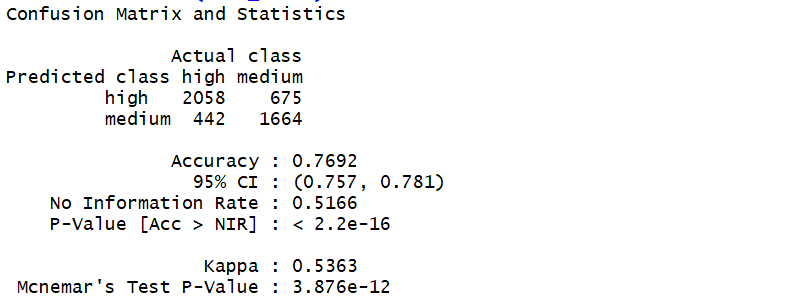 Confusion Matrix and Statistics
Actual class
Predicted class high medium
high 2058 675
medium 442 1664
Accuracy : 0.7692
95% CI : (0.757, 0.781)
No Information Rate : 0.5166
P-Value [Acc > NIR] : < 2.2e-16
Kappa : 0.5363
Mcnemar's Test P-Value : 3.876e-12